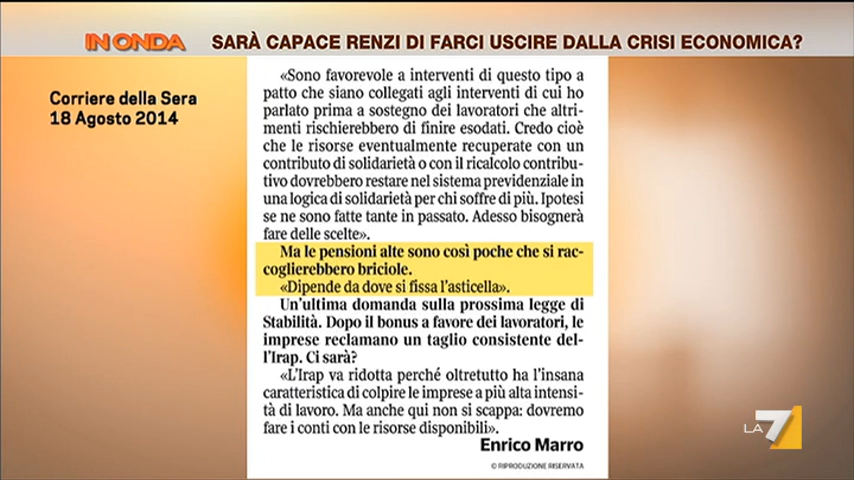 IN ONDA
SARÀ CAPACE RENZI DI FARCI USCIRE DALLA CRISI ECONOMICA?
Corriere della Sera
18 Agosto 2014
«Sono favorevole a interventi di questo tipo a
patto che siano collegati agli interventi di cui ho
parlato prima a sostegno dei lavoratori che altri-
menti rischierebbero di finire esodati. Credo cioè
che le risorse eventualmente recuperate con un
contributo di solidarietà o con il ricalcolo contribu-
tivo dovrebbero restare nel sistema previdenziale in
una logica di solidarietà per chi soffre di più. Ipotesi
se ne sono fatte tante in passato. Adesso bisognerà
fare delle scelte».
Ma le pensioni alte sono così poche che si rac-
coglierebbero briciole.
«Dipende da dove si fissa l'asticella».
Un'ultima domanda sulla prossima legge di
Stabilità. Dopo il bonus a favore dei lavoratori, le
imprese reclamano un taglio consistente del-
l'Irap. Ci sarà?
«L'Irap va ridotta perché oltretutto ha l'insana
caratteristica di colpire le imprese a più alta intensi-
tà di lavoro. Ma anche qui non si scappa: dovremo
fare i conti con le risorse disponibili».
Enrico Marro
© RIPRODUZIONE RISERVATA
LA 7